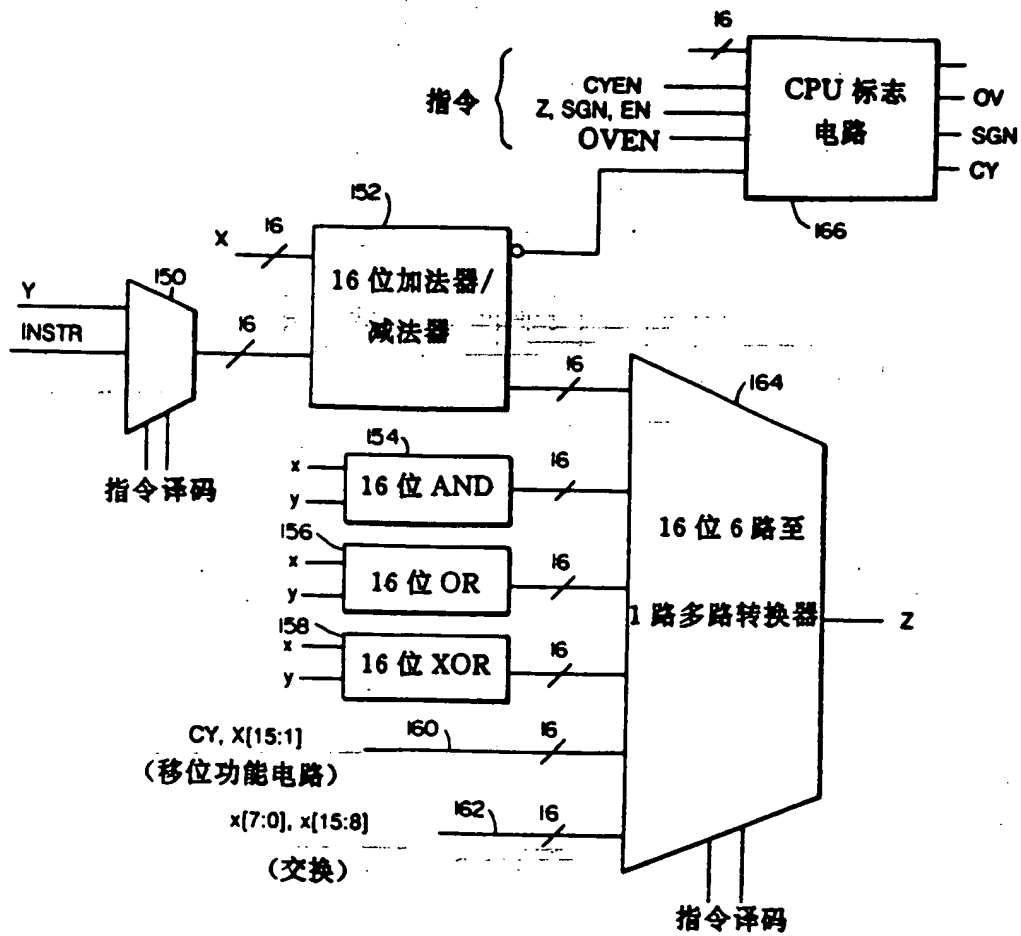 16
指令
CYEN
Z, SGN, EN
OVEN
CPU 标志
电路
OV
SGN
CY
166
152
X
16
16 位加法器/
减法器
150
Y
INSTR
16
指令译码
16
164
154
x
y
16 位 AND
16
156
x
y
16 位 OR
16
158
x
y
16 位 XOR
16
16 位 6 路至
1 路多路转换器
Z
CY, X[15:1]
160
16
(移位功能电路)
x[7:0], x[15:8]
162
16
(交换)
指令译码